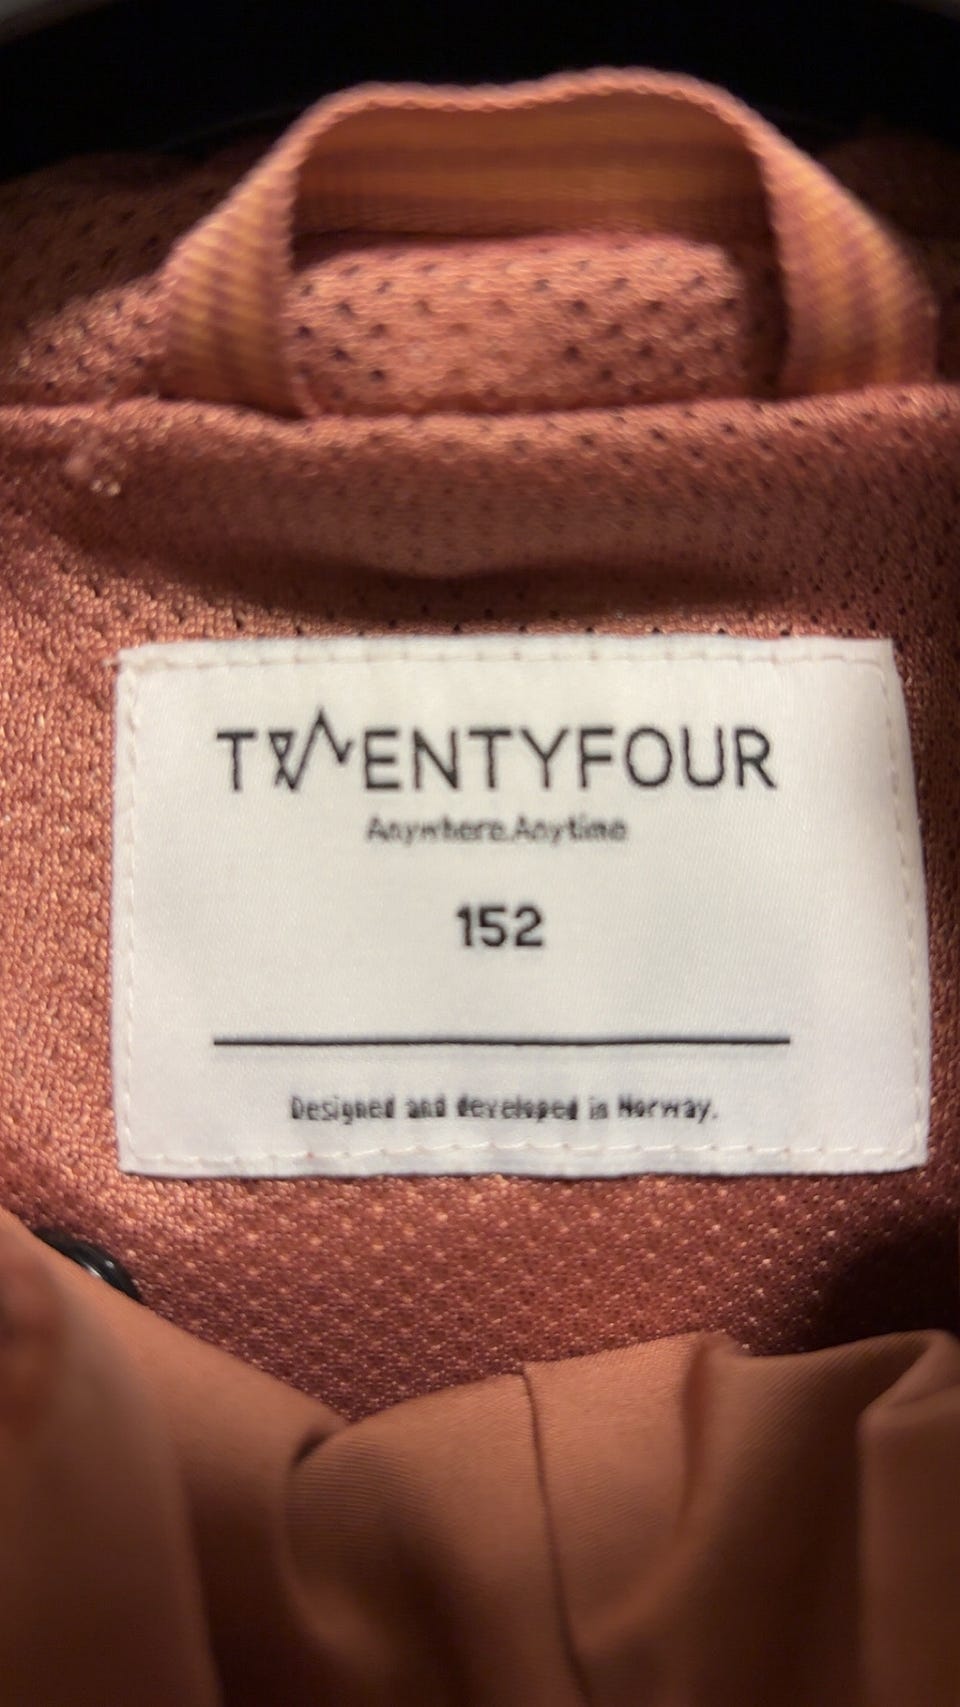 TWENTYFOUR
Anywhere.Anytime
152
Designed and developed in Norway.